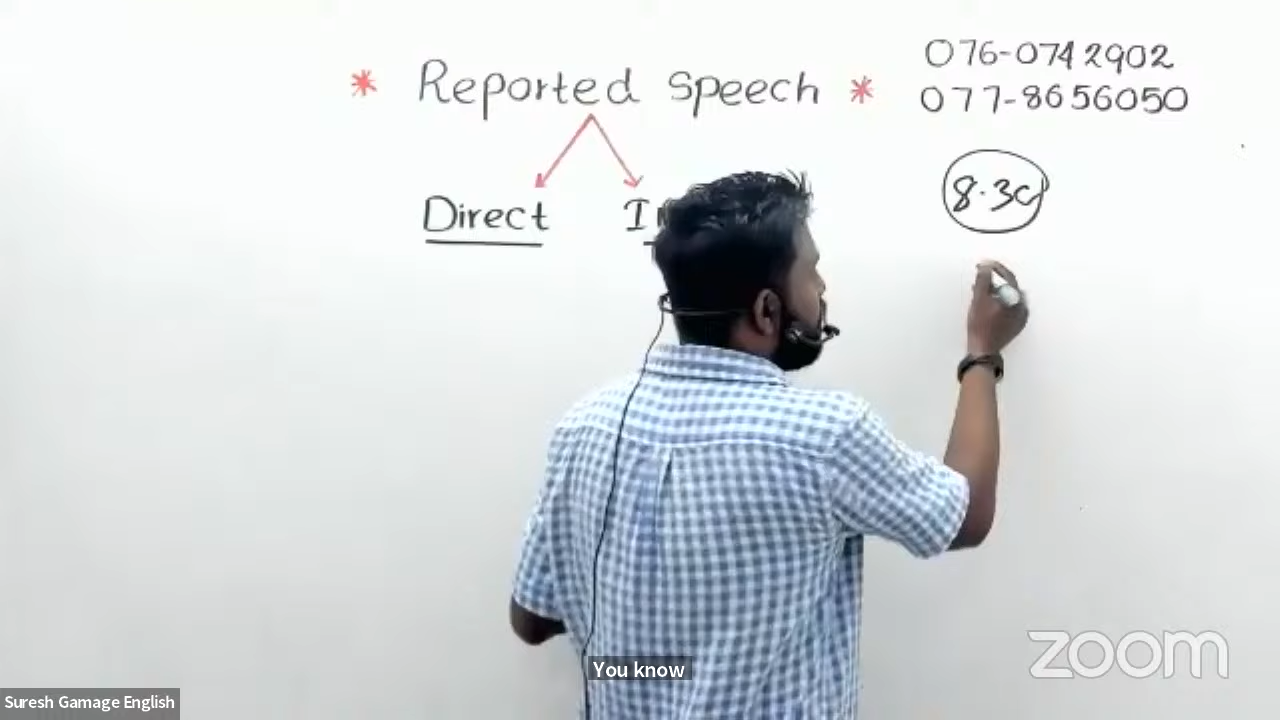 * Reported Speech *
076-0742902
077-8656050
Direct
8.30
You know
zoom
Suresh Gamage English